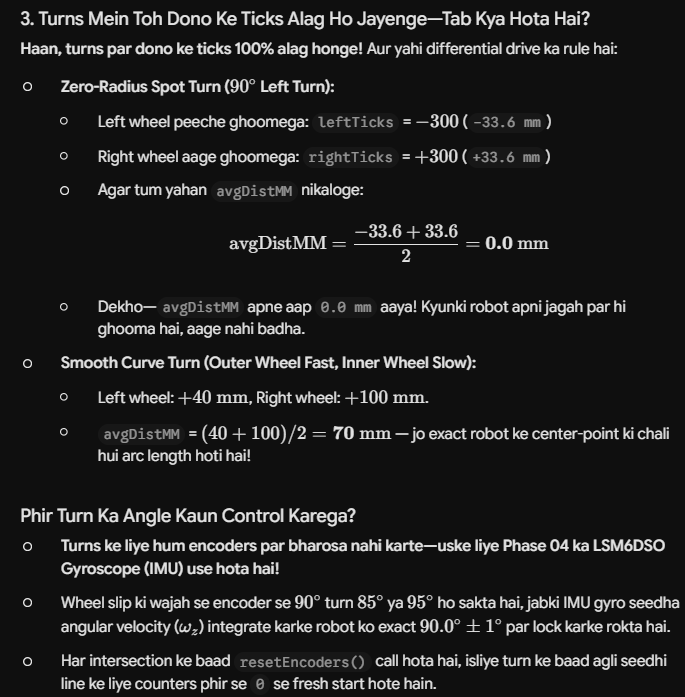 3. Turns Mein Toh Dono Ke Ticks Alag Ho Jayenge—Tab Kya Hota Hai?
Haan, turns par dono ke ticks 100% alag honge! Aur yahi differential drive ka rule hai:
Zero-Radius Spot Turn (90° Left Turn):
Left wheel peeche ghoomega: leftTicks = −300 ( -33.6 mm )
Right wheel aage ghoomega: rightTicks = +300 ( +33.6 mm )
Agar tum yahan avgDistMM nikaloge:
avgDistMM = (−33.6 + 33.6) / 2 = 0.0 mm
Dekho— avgDistMM apne aap 0.0 mm aaya! Kyunki robot apni jagah par hi
ghooma hai, aage nahi badha.
Smooth Curve Turn (Outer Wheel Fast, Inner Wheel Slow):
Left wheel: +40 mm, Right wheel: +100 mm.
avgDistMM = (40 + 100)/2 = 70 mm — jo exact robot ke center-point ki chali
hui arc length hoti hai!
Phir Turn Ka Angle Kaun Control Karega?
Turns ke liye hum encoders par bharosa nahi karte—uske liye Phase 04 ka LSM6DSO
Gyroscope (IMU) use hota hai!
Wheel slip ki wajah se encoder se 90° turn 85° ya 95° ho sakta hai, jabki IMU gyro seedha
angular velocity (ω_z) integrate karke robot ko exact 90.0° ± 1° par lock karke rokta hai.
Har intersection ke baad resetEncoders() call hota hai, isliye turn ke baad agli seedhi
line ke liye counters phir se 0 se fresh start hote hain.